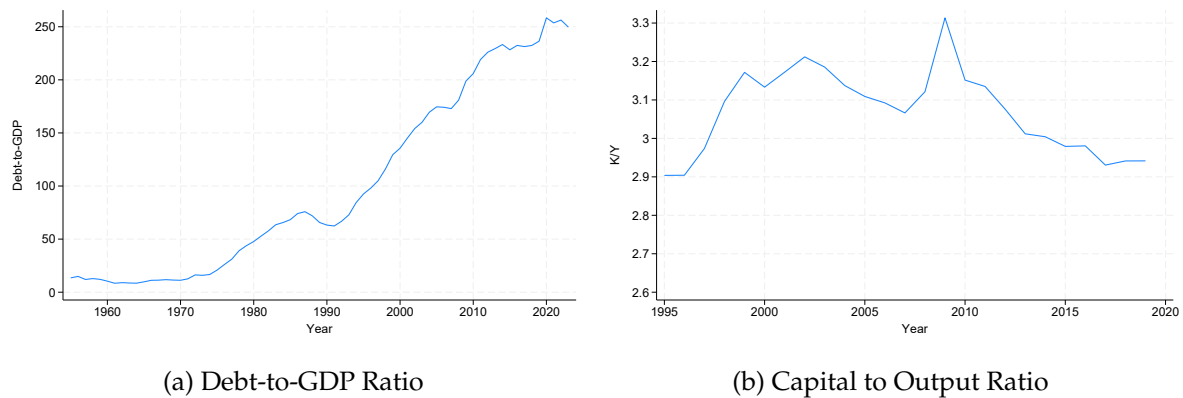 250
200
150
100
50
0
Debt-to-GDP
1960 1970 1980 1990 2000 2010 2020
Year
(a) Debt-to-GDP Ratio
3.3
3.2
3.1
3
2.9
2.8
2.7
2.6
K/Y
1995 2000 2005 2010 2015 2020
Year
(b) Capital to Output Ratio